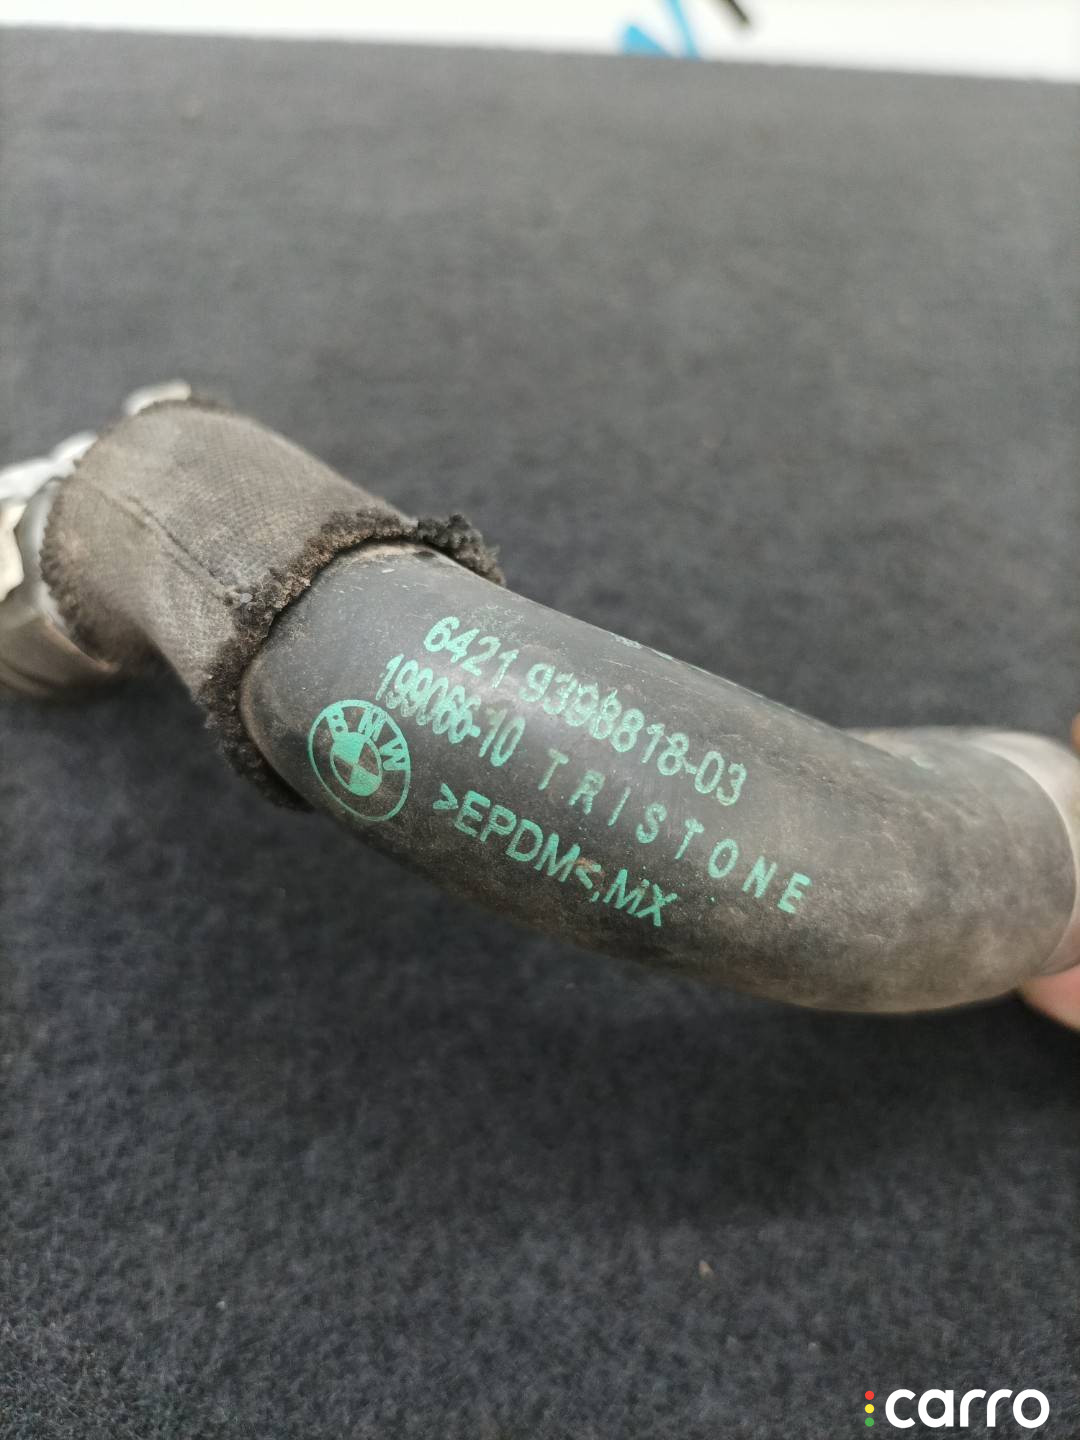 6421 9398818-03
199066-10 TRISTONE
BMW
>EPDM<,MX
carro